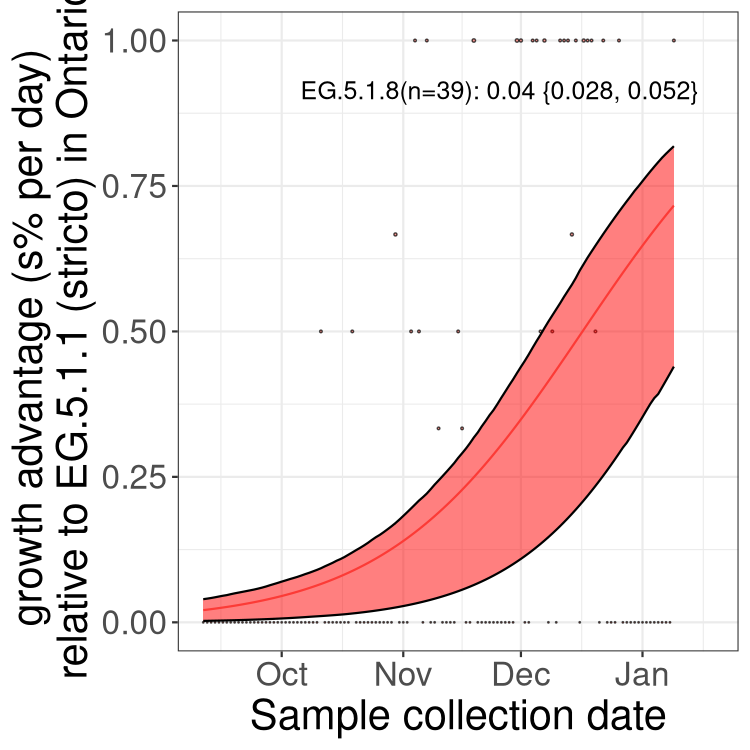 growth advantage (s% per day)
relative to EG.5.1.1 (stricto) in Ontario
1.00
0.75
0.50
0.25
0.00
EG.5.1.8(n=39): 0.04 {0.028, 0.052}
Oct Nov Dec Jan
Sample collection date